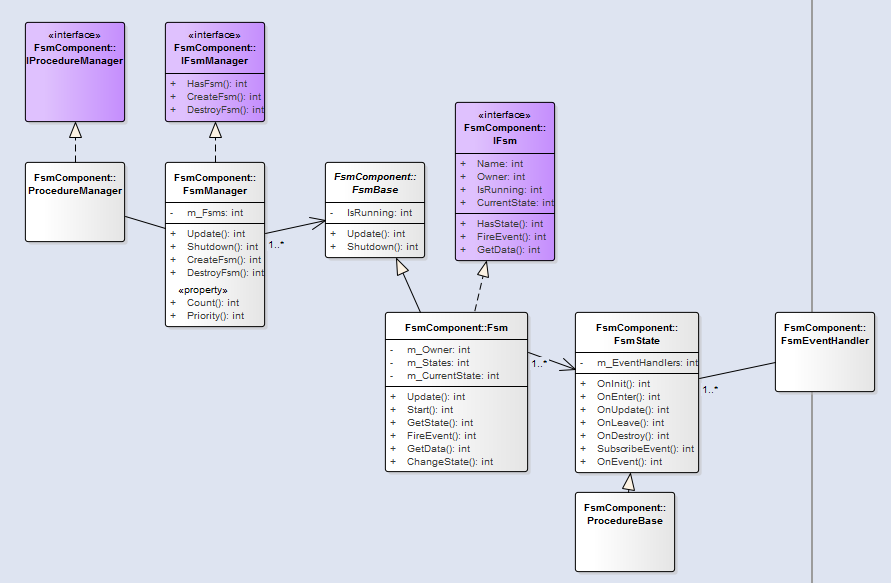 «interface»
FsmComponent::
IProcedureManager
«interface»
FsmComponent::
IFsmManager
+ HasFsm(): int
+ CreateFsm(): int
+ DestroyFsm(): int
«interface»
FsmComponent::
IFsm
+ Name: int
+ Owner: int
+ IsRunning: int
+ CurrentState: int
+ HasState(): int
+ FireEvent(): int
+ GetData(): int
FsmComponent::
ProcedureManager
FsmComponent::
FsmManager
- m_Fsms: int
+ Update(): int
+ Shutdown(): int
+ CreateFsm(): int
+ DestroyFsm(): int
«property»
+ Count(): int
+ Priority(): int
1..*
FsmComponent::
FsmBase
- IsRunning: int
+ Update(): int
+ Shutdown(): int
FsmComponent::Fsm
- m_Owner: int
- m_States: int
- m_CurrentState: int
+ Update(): int
+ Start(): int
+ GetState(): int
+ FireEvent(): int
+ GetData(): int
+ ChangeState(): int
1..*
FsmComponent::
FsmState
- m_EventHandlers: int
+ OnInit(): int
+ OnEnter(): int
+ OnUpdate(): int
+ OnLeave(): int
+ OnDestroy(): int
+ SubscribeEvent(): int
+ OnEvent(): int
1..*
FsmComponent::
FsmEventHandler
FsmComponent::
ProcedureBase